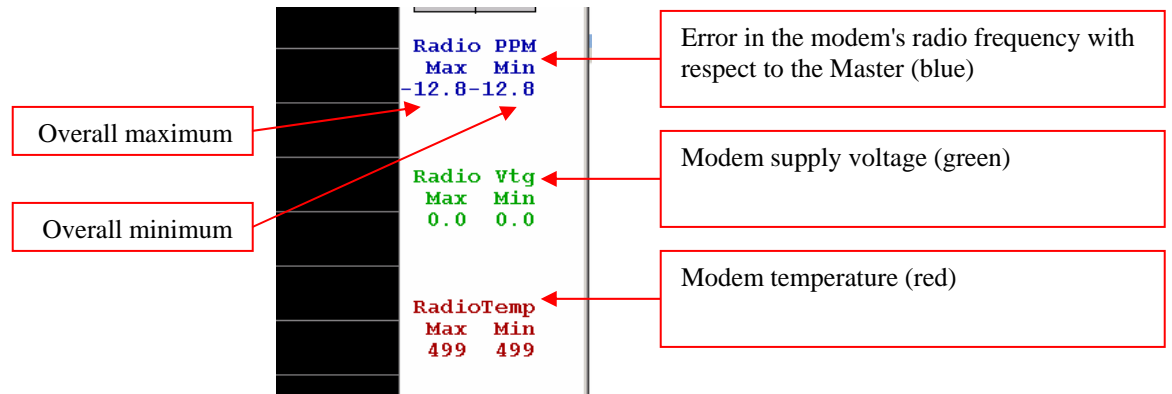 Overall maximum
Overall minimum
Radio PPM
Max Min
-12.8-12.8
Radio Vtg
Max Min
0.0 0.0
RadioTemp
Max Min
499 499
Error in the modem's radio frequency with
respect to the Master (blue)
Modem supply voltage (green)
Modem temperature (red)